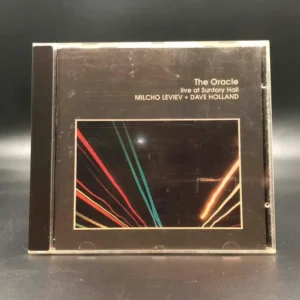 The Oracle
live at Suntory Hall
MILCHO LEVIEV + DAVE HOLLAND